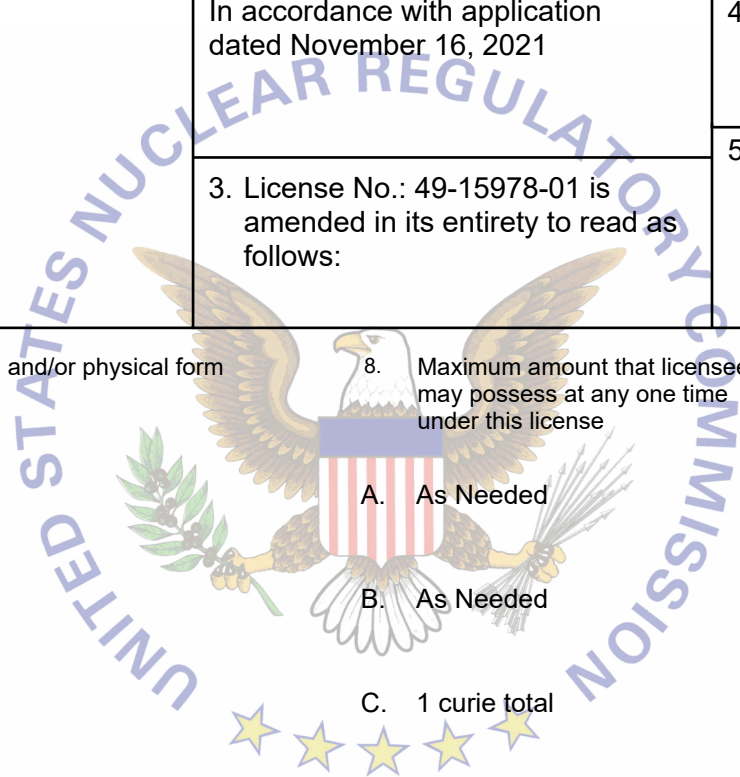 In accordance with application
dated November 16, 2021
4
5
3. License No.: 49-15978-01 is
amended in its entirety to read as
follows:
and/or physical form
8. Maximum amount that licensee
may possess at any one time
under this license
A. As Needed
B. As Needed
C. 1 curie total
UNITED STATES NUCLEAR REGULATORY COMMISSION